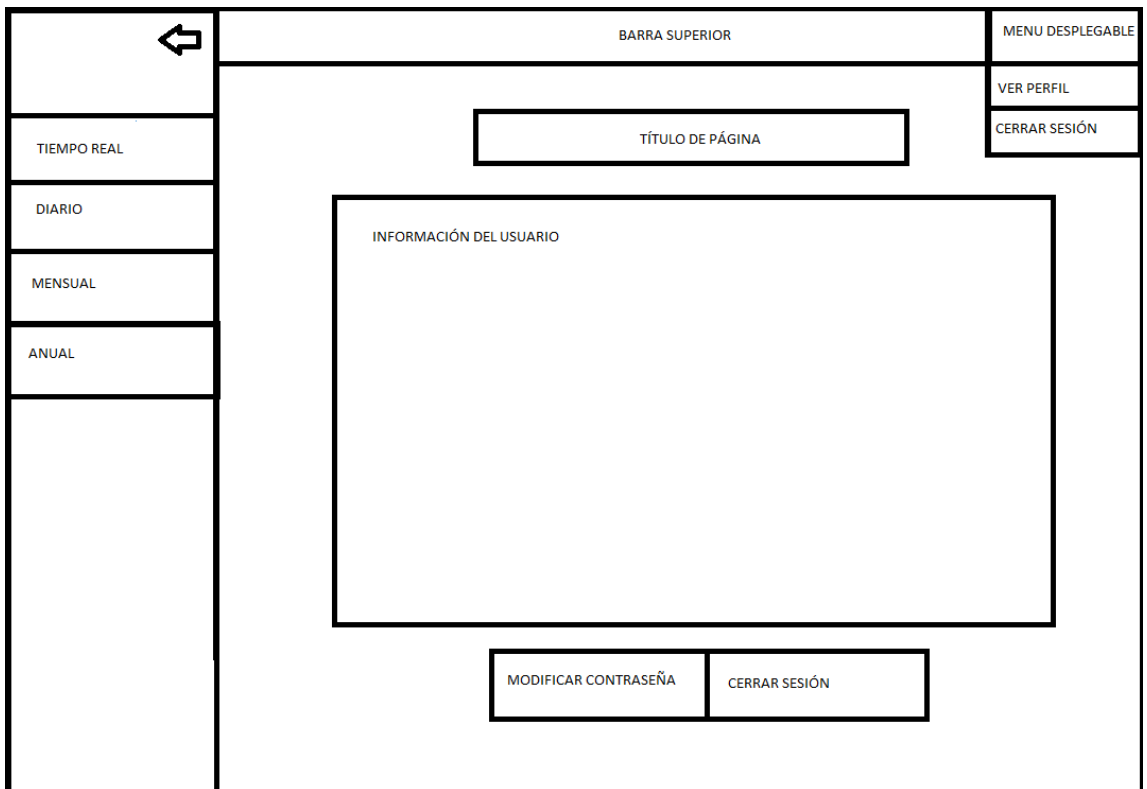 BARRA SUPERIOR
MENU DESPLEGABLE
VER PERFIL
CERRAR SESIÓN
TÍTULO DE PÁGINA
TIEMPO REAL
DIARIO
MENSUAL
ANUAL
INFORMACIÓN DEL USUARIO
MODIFICAR CONTRASEÑA
CERRAR SESIÓN